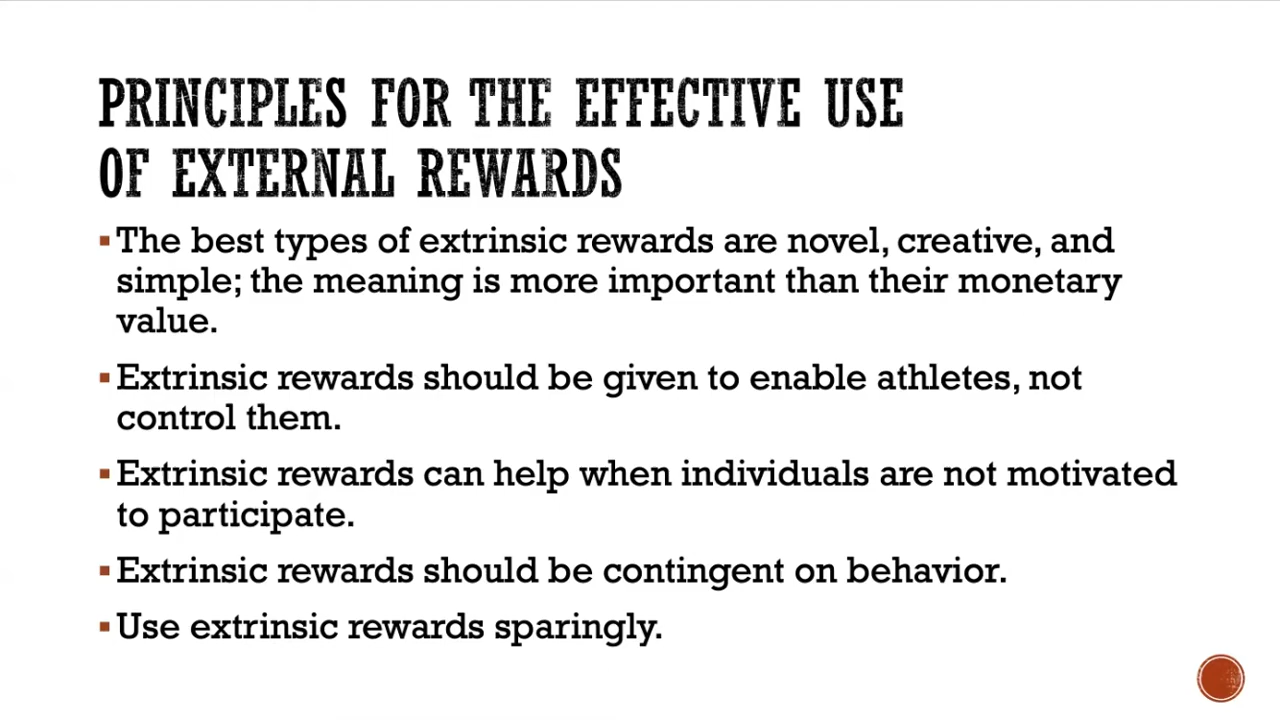 PRINCIPLES FOR THE EFFECTIVE USE
OF EXTERNAL REWARDS
▪The best types of extrinsic rewards are novel, creative, and
simple; the meaning is more important than their monetary
value.
▪Extrinsic rewards should be given to enable athletes, not
control them.
▪Extrinsic rewards can help when individuals are not motivated
to participate.
▪Extrinsic rewards should be contingent on behavior.
▪Use extrinsic rewards sparingly.